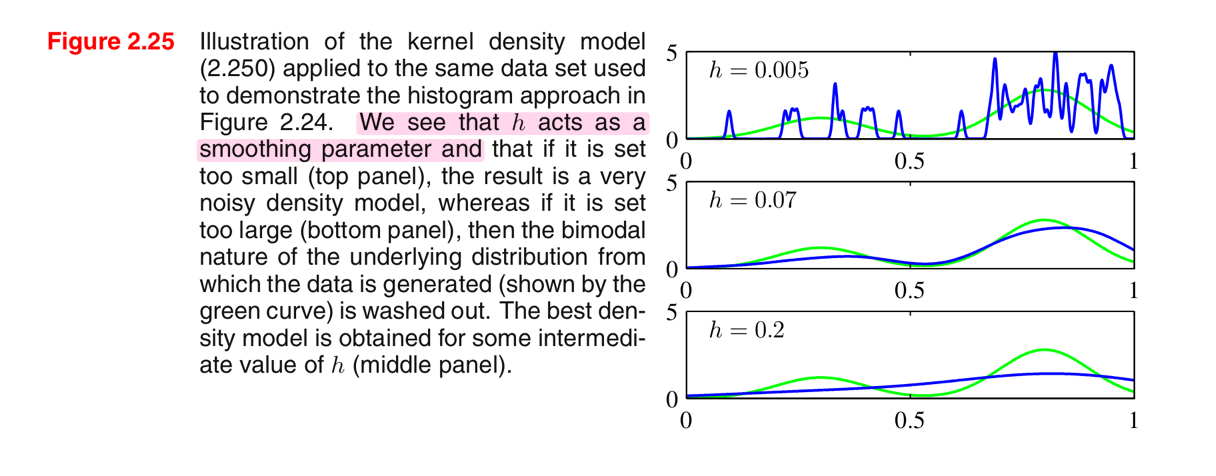 Figure 2.25 Illustration of the kernel density model
(2.250) applied to the same data set used
to demonstrate the histogram approach in
Figure 2.24. We see that h acts as a
smoothing parameter and that if it is set
too small (top panel), the result is a very
noisy density model, whereas if it is set
too large (bottom panel), then the bimodal
nature of the underlying distribution from
which the data is generated (shown by the
green curve) is washed out. The best den-
sity model is obtained for some intermedi-
ate value of h (middle panel).
5
h = 0.005
0
0 0.5 1
5
h = 0.07
0
0 0.5 1
5
h = 0.2
0
0 0.5 1